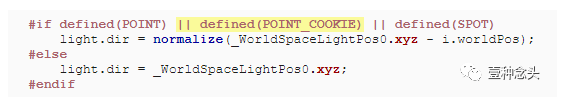 #if defined(POINT) || defined(POINT_COOKIE) || defined(SPOT)
    light.dir = normalize(_WorldSpaceLightPos0.xyz - i.worldPos);
#else
    light.dir = _WorldSpaceLightPos0.xyz;
#endif
壹种念头